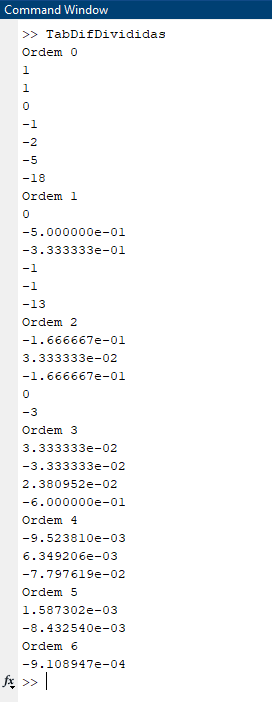 Command Window
>> TabDifDivididas
Ordem 0
1
1
0
-1
-2
-5
-18
Ordem 1
0
-5.000000e-01
-3.333333e-01
-1
-1
-13
Ordem 2
-1.666667e-01
3.333333e-02
-1.666667e-01
0
-3
Ordem 3
3.333333e-02
-3.333333e-02
2.380952e-02
-6.000000e-01
Ordem 4
-9.523810e-03
6.349206e-03
-7.797619e-02
Ordem 5
1.587302e-03
-8.432540e-03
Ordem 6
-9.108947e-04
fx >>